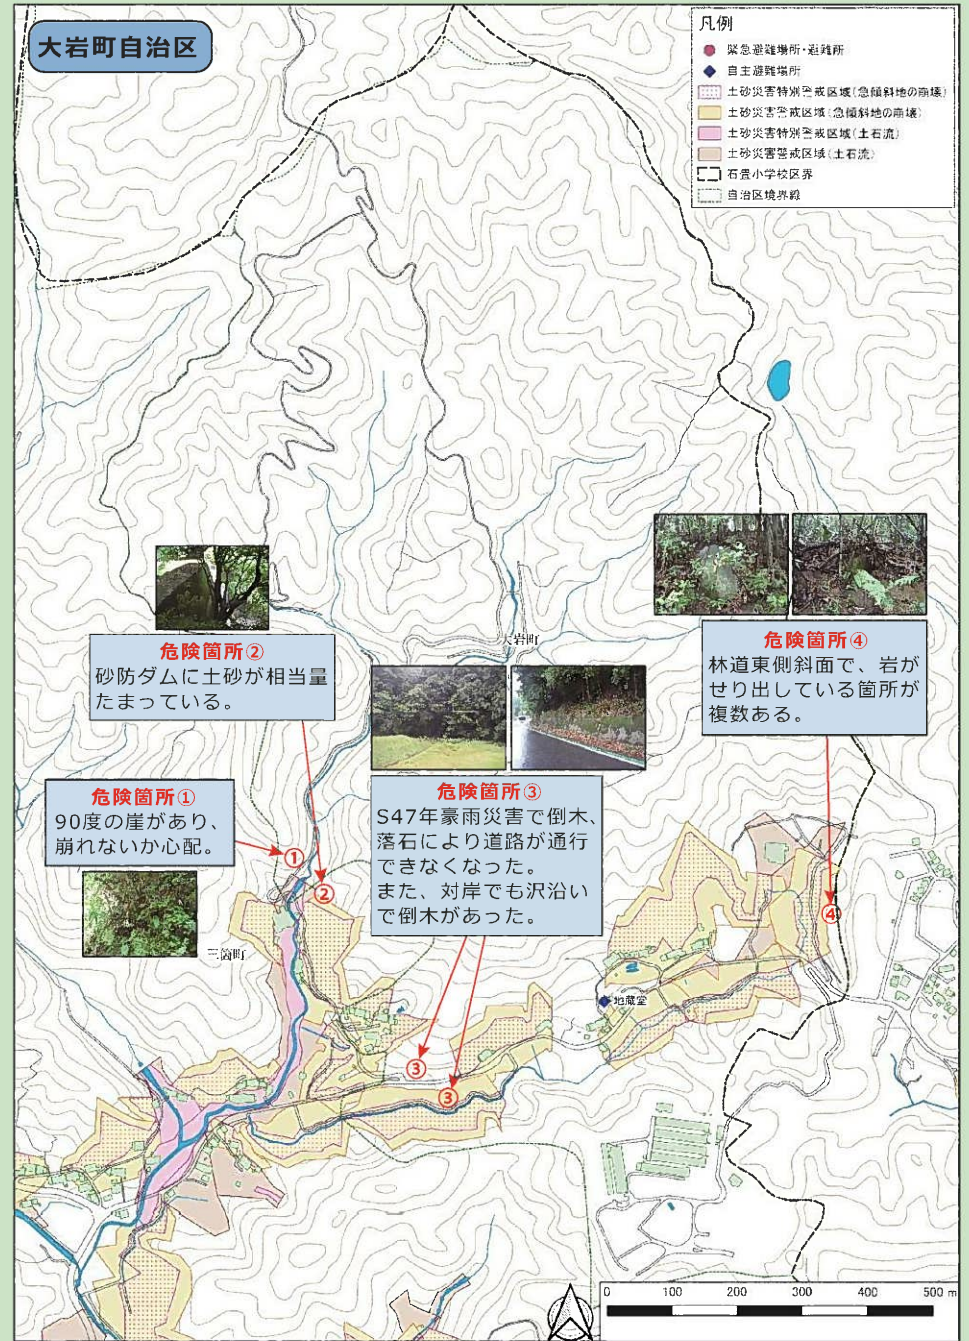 大岩町自治区
凡例
緊急避難場所・避難所
自主避難場所
土砂災害特別警戒区域(急傾斜地の崩壊)
土砂災害警戒区域(急傾斜地の崩壊)
土砂災害特別警戒区域(土石流)
土砂災害警戒区域(土石流)
石畳小学校区界
自治区境界線
大岩町
危険箇所②
砂防ダムに土砂が相当量
たまっている。
危険箇所④
林道東側斜面で、岩が
せり出している箇所が
複数ある。
危険箇所①
90度の崖があり、
崩れないか心配。
危険箇所③
S47年豪雨災害で倒木、
落石により道路が通行
できなくなった。
また、対岸でも沢沿い
で倒木があった。
①
②
④
三箇町
地蔵堂
③
③
0 100 200 300 400 500 m